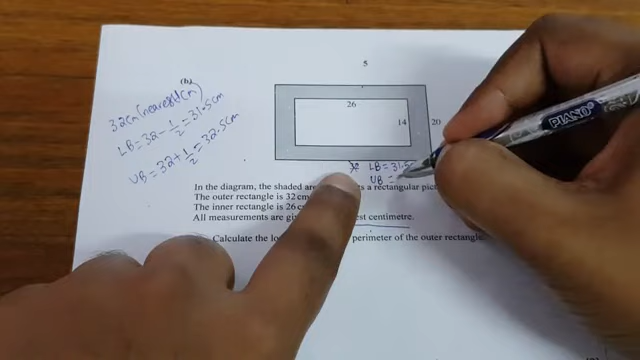 5
(1)
32cm (nearest cm)
LB = 32 - 1/2 = 31.5cm
UB = 32 + 1/2 = 32.5cm
26
14
20
LB = 31.5
UB =
In the diagram, the shaded a rectangular pic
The outer rectangle is 32 cm
The inner rectangle is 26 c
All measurements are gi est centimetre.
Calculate the lo perimeter of the outer rectangle.
PIANO